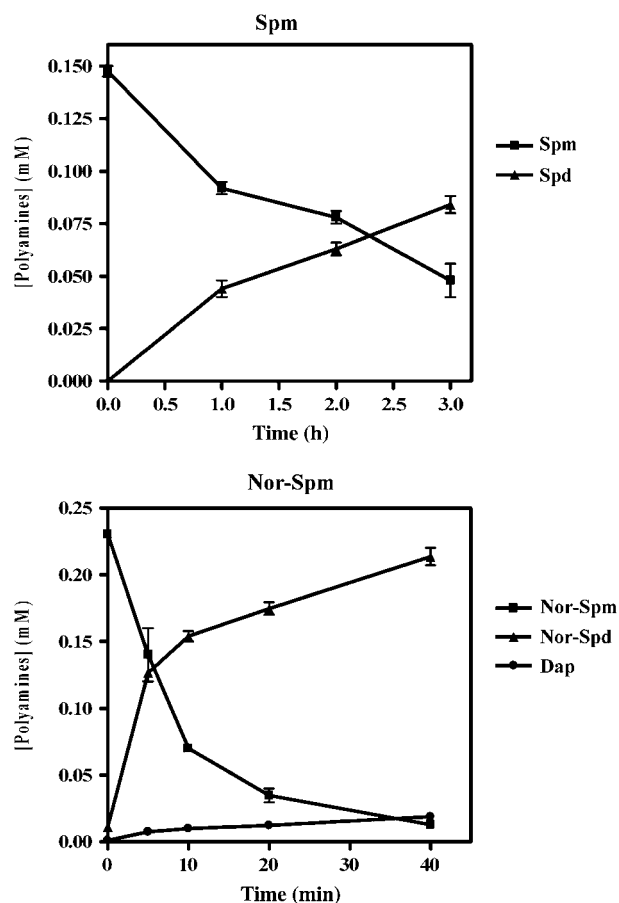 Spm
[Polyamines] (mM)
0.150
0.125
0.100
0.075
0.050
0.025
0.000
0.0 0.5 1.0 1.5 2.0 2.5 3.0
Time (h)
Spm
Spd
Nor-Spm
[Polyamines] (mM)
0.25
0.20
0.15
0.10
0.05
0.00
0 10 20 30 40
Time (min)
Nor-Spm
Nor-Spd
Dap